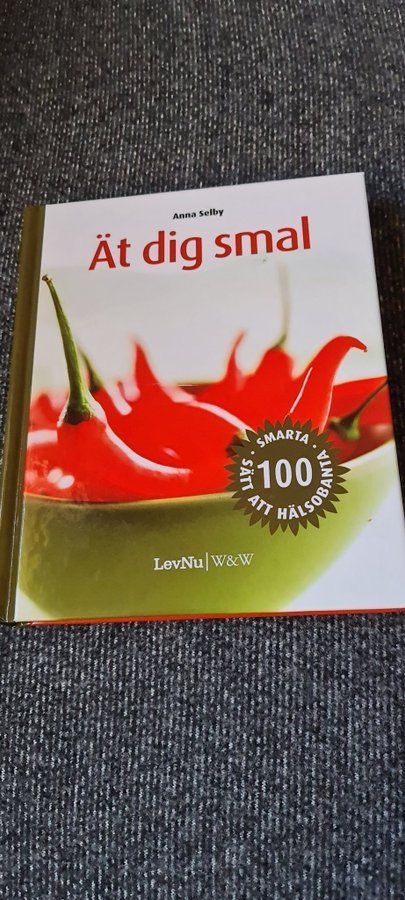 Anna Selby
Ät dig smal
· SMARTA ·
100
SÄTT ATT HÄLSOBANTA
LevNu|W&W